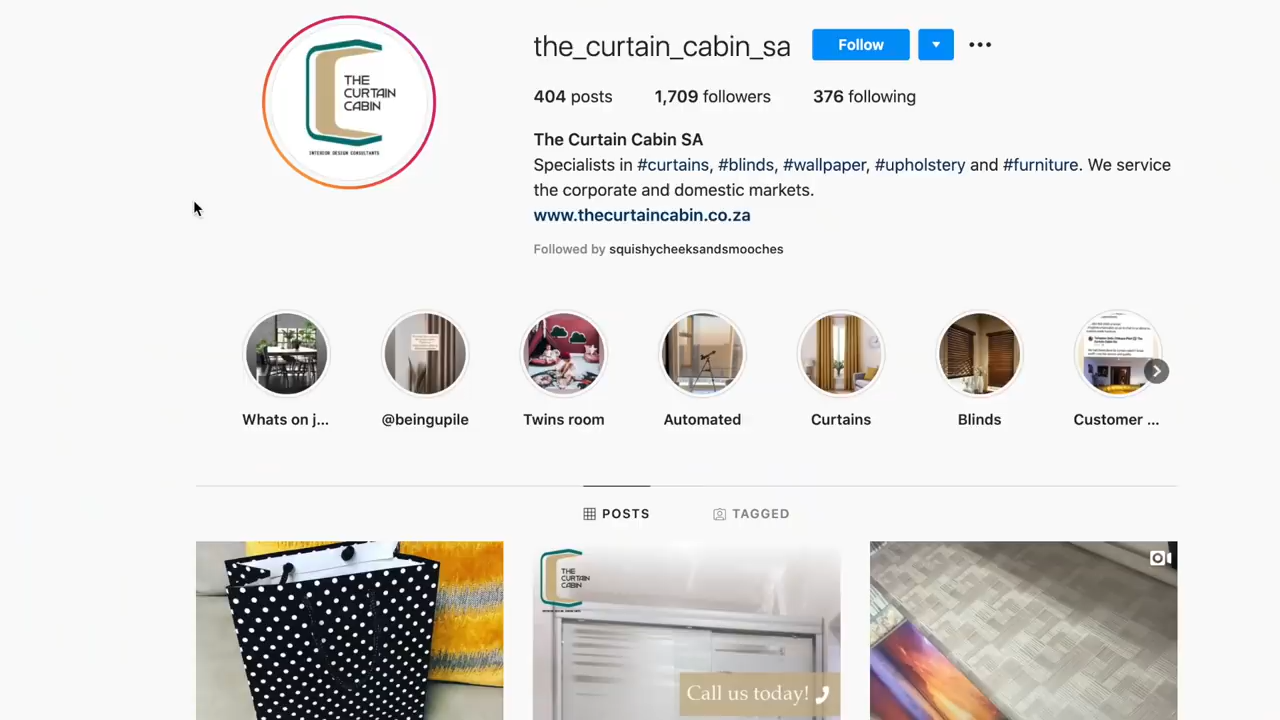 the_curtain_cabin_sa
Follow
404 posts
1,709 followers
376 following
THE
CURTAIN
CABIN
INTERIOR DESIGN CONSULTANTS
The Curtain Cabin SA
Specialists in #curtains, #blinds, #wallpaper, #upholstery and #furniture. We service
the corporate and domestic markets.
www.thecurtaincabin.co.za
Followed by squishycheeksandsmooches
Whats on j...
@beingupile
Twins room
Automated
Curtains
Blinds
Customer ...
POSTS
TAGGED
THE
CURTAIN
CABIN
Call us today!